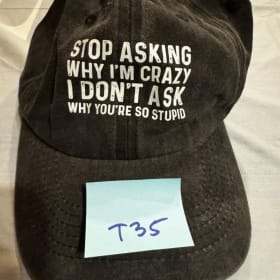 STOP ASKING
WHY I'M CRAZY
I DON'T ASK
WHY YOU'RE SO STUPID
T35